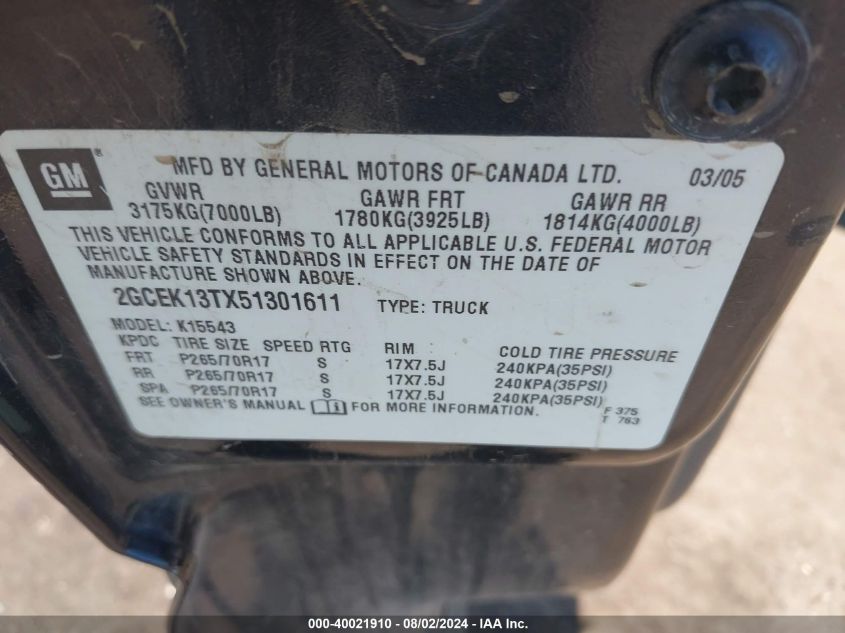 GM ®
MFD BY GENERAL MOTORS OF CANADA LTD. 03/05
GVWR GAWR FRT GAWR RR
3175KG(7000LB) 1780KG(3925LB) 1814KG(4000LB)
THIS VEHICLE CONFORMS TO ALL APPLICABLE U.S. FEDERAL MOTOR
VEHICLE SAFETY STANDARDS IN EFFECT ON THE DATE OF
MANUFACTURE SHOWN ABOVE.
2GCEK13TX51301611 TYPE: TRUCK
MODEL: K15543
KPDC TIRE SIZE SPEED RTG RIM COLD TIRE PRESSURE
FRT P265/70R17 S 17X7.5J 240KPA(35PSI)
RR P265/70R17 S 17X7.5J 240KPA(35PSI)
SPA P265/70R17 S 17X7.5J 240KPA(35PSI)
SEE OWNER'S MANUAL FOR MORE INFORMATION.
F 375
T 763
000-40021910 - 08/02/2024 - IAA Inc.